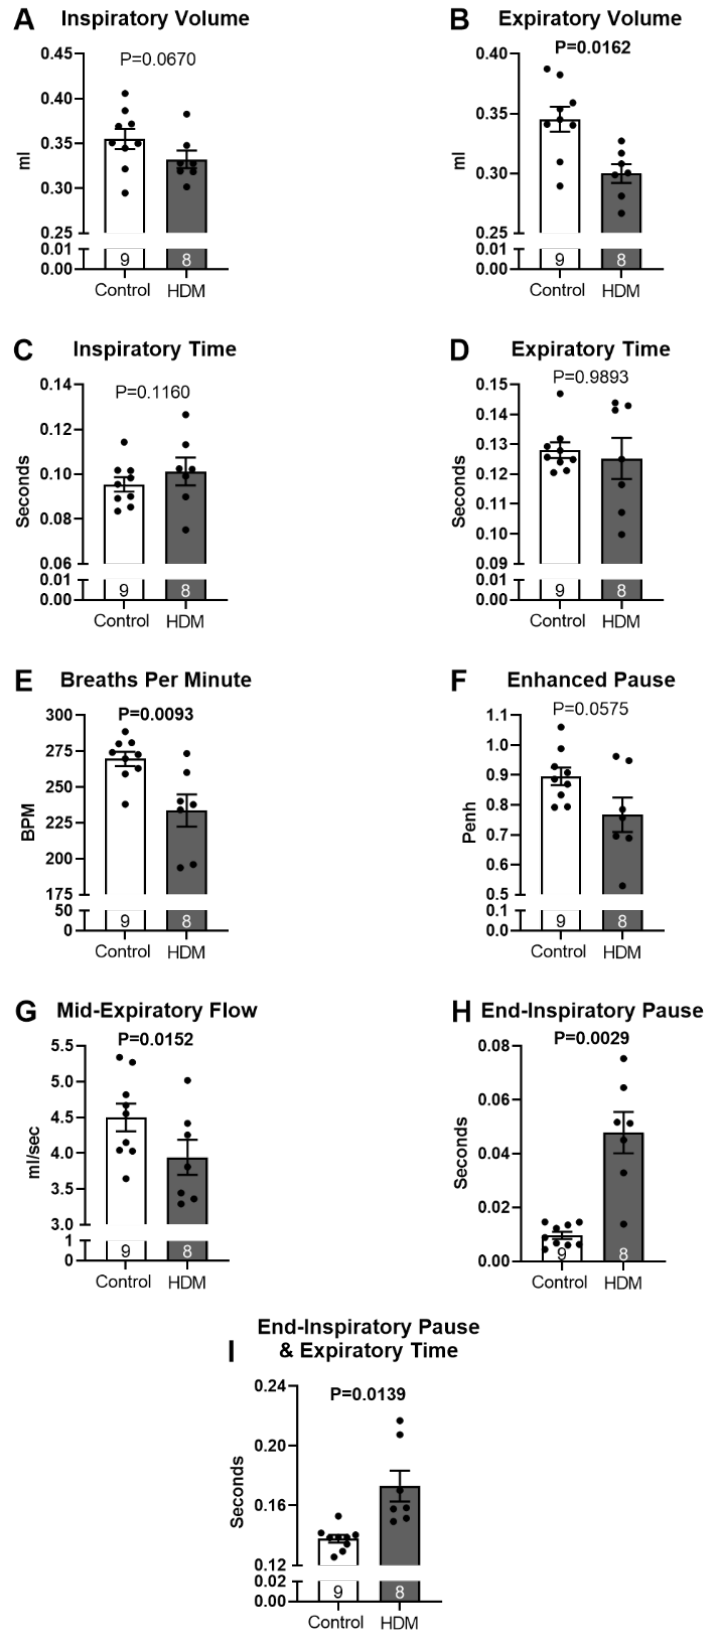 A Inspiratory Volume
P=0.0670
0.45
0.40
0.35
0.30
0.25
0.01
0.00
ml
9 8
Control HDM
B Expiratory Volume
P=0.0162
0.40
0.35
0.30
0.25
0.01
0.00
ml
9 8
Control HDM
C Inspiratory Time
P=0.1160
0.14
0.12
0.10
0.08
0.06
0.01
0.00
Seconds
9 8
Control HDM
D Expiratory Time
P=0.9893
0.15
0.14
0.13
0.12
0.11
0.10
0.09
0.01
0.00
Seconds
9 8
Control HDM
E Breaths Per Minute
P=0.0093
300
275
250
225
200
175
50
0
BPM
9 8
Control HDM
F Enhanced Pause
P=0.0575
1.1
1.0
0.9
0.8
0.7
0.6
0.5
0.1
0.0
Penh
9 8
Control HDM
G Mid-Expiratory Flow
P=0.0152
5.5
5.0
4.5
4.0
3.5
3.0
1
0
ml/sec
9 8
Control HDM
H End-Inspiratory Pause
P=0.0029
0.08
0.06
0.04
0.02
0.00
Seconds
9 8
Control HDM
End-Inspiratory Pause
I & Expiratory Time
P=0.0139
0.24
0.20
0.16
0.12
0.02
0.00
Seconds
9 8
Control HDM